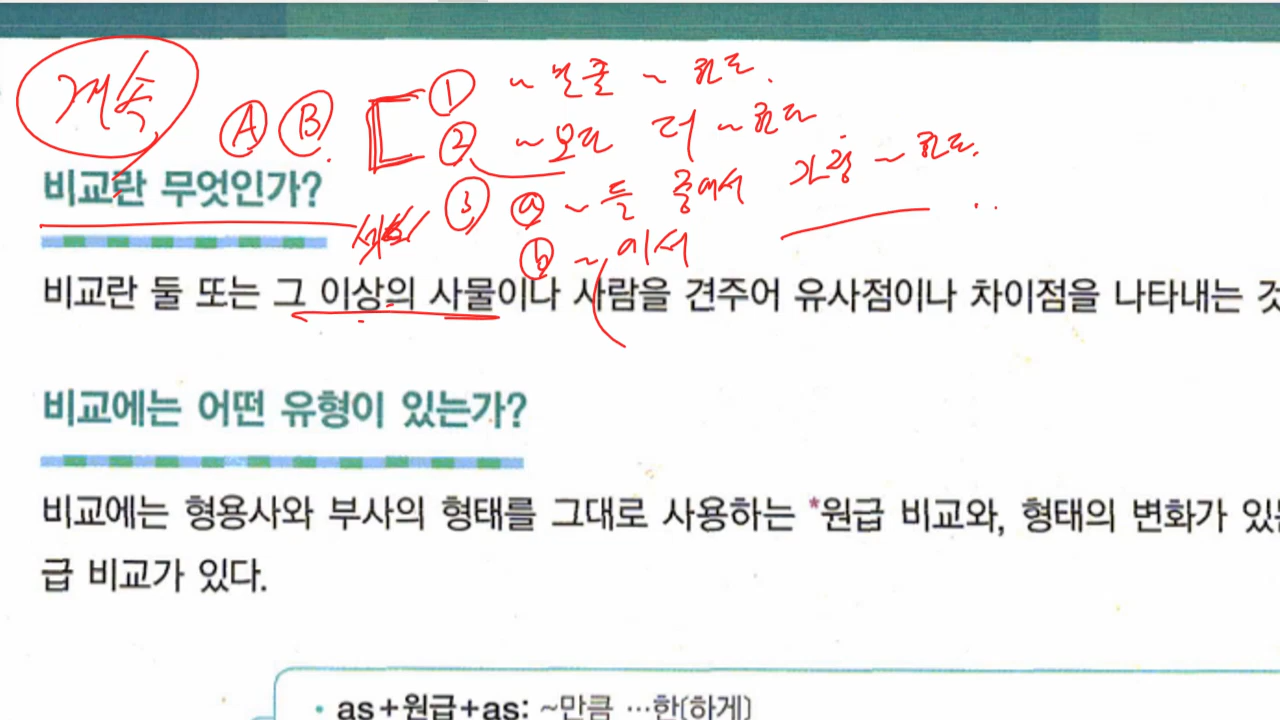 계속
Ⓐ Ⓑ ① ~만큼 ~하다.
② ~보다 더 ~하다
비교란 무엇인가?
③ ⓐ ~들 중에서 가장 ~하다.
ⓑ ~에서
비교란 둘 또는 그 이상의 사물이나 사람을 견주어 유사점이나 차이점을 나타내는 것
비교에는 어떤 유형이 있는가?
비교에는 형용사와 부사의 형태를 그대로 사용하는 *원급 비교와, 형태의 변화가 있는
급 비교가 있다.
• as+원급+as: ~만큼 …한[하게]